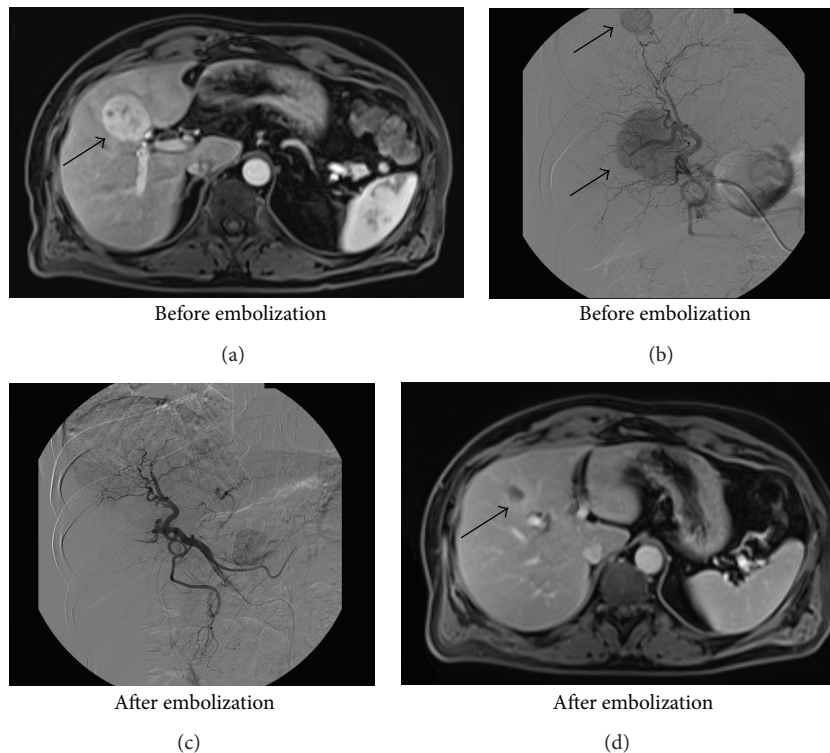 Before embolization
(a)
Before embolization
(b)
After embolization
(c)
After embolization
(d)